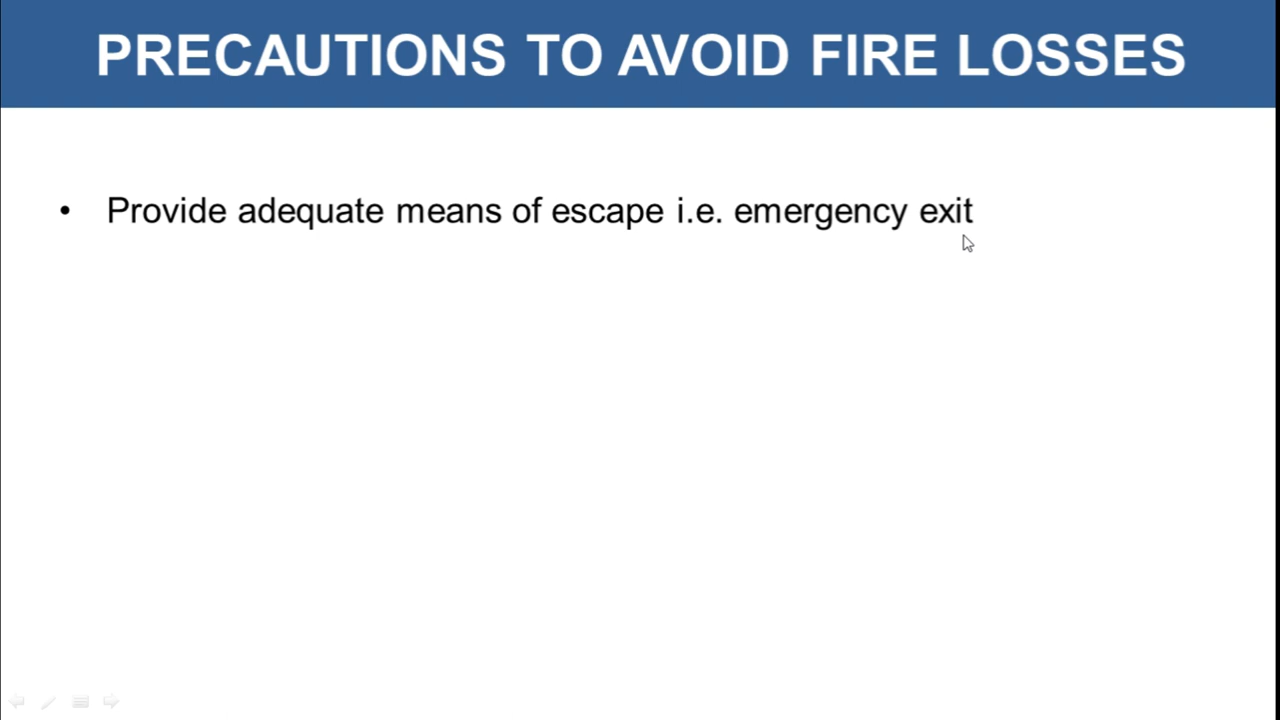 PRECAUTIONS TO AVOID FIRE LOSSES
• Provide adequate means of escape i.e. emergency exit